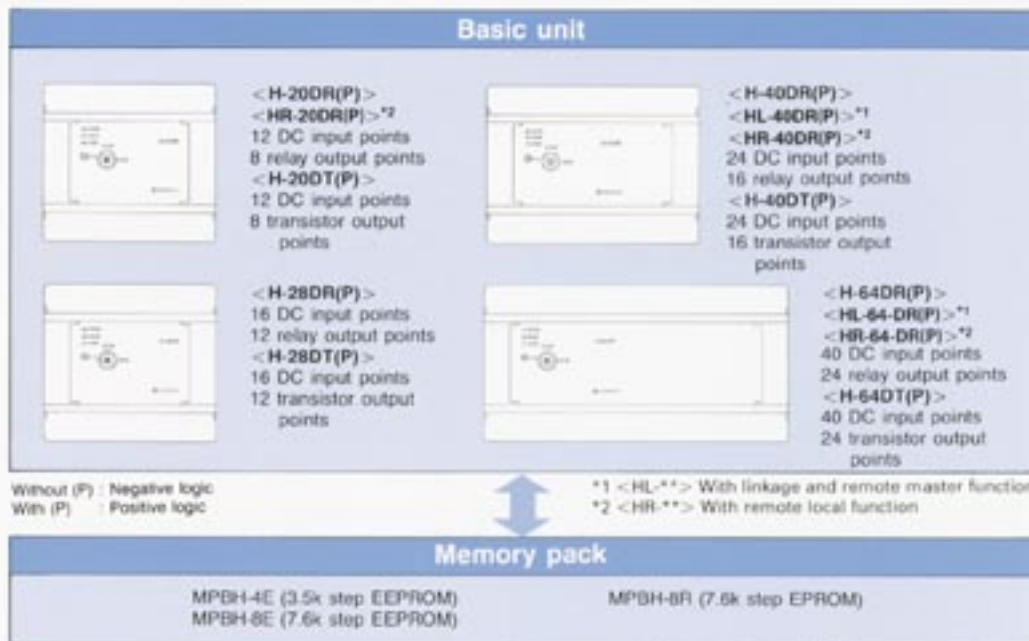 Basic unit
<H-20DR(P)>
<HR-20DR(P)>*2
12 DC input points
8 relay output points
<H-20DT(P)>
12 DC input points
8 transistor output
points
<H-40DR(P)>
<HL-40DR(P)>*1
<HR-40DR(P)>*2
24 DC input points
16 relay output points
<H-40DT(P)>
24 DC input points
16 transistor output
points
<H-28DR(P)>
16 DC input points
12 relay output points
<H-28DT(P)>
16 DC input points
12 transistor output
points
<H-64DR(P)>
<HL-64-DR(P)>*1
<HR-64-DR(P)>*2
40 DC input points
24 relay output points
<H-64DT(P)>
40 DC input points
24 transistor output
points
Without (P) : Negative logic
With (P) : Positive logic
*1 <HL-**> With linkage and remote master function
*2 <HR-**> With remote local function
Memory pack
MPBH-4E (3.5k step EEPROM)
MPBH-8E (7.6k step EEPROM)
MPBH-8R (7.6k step EPROM)